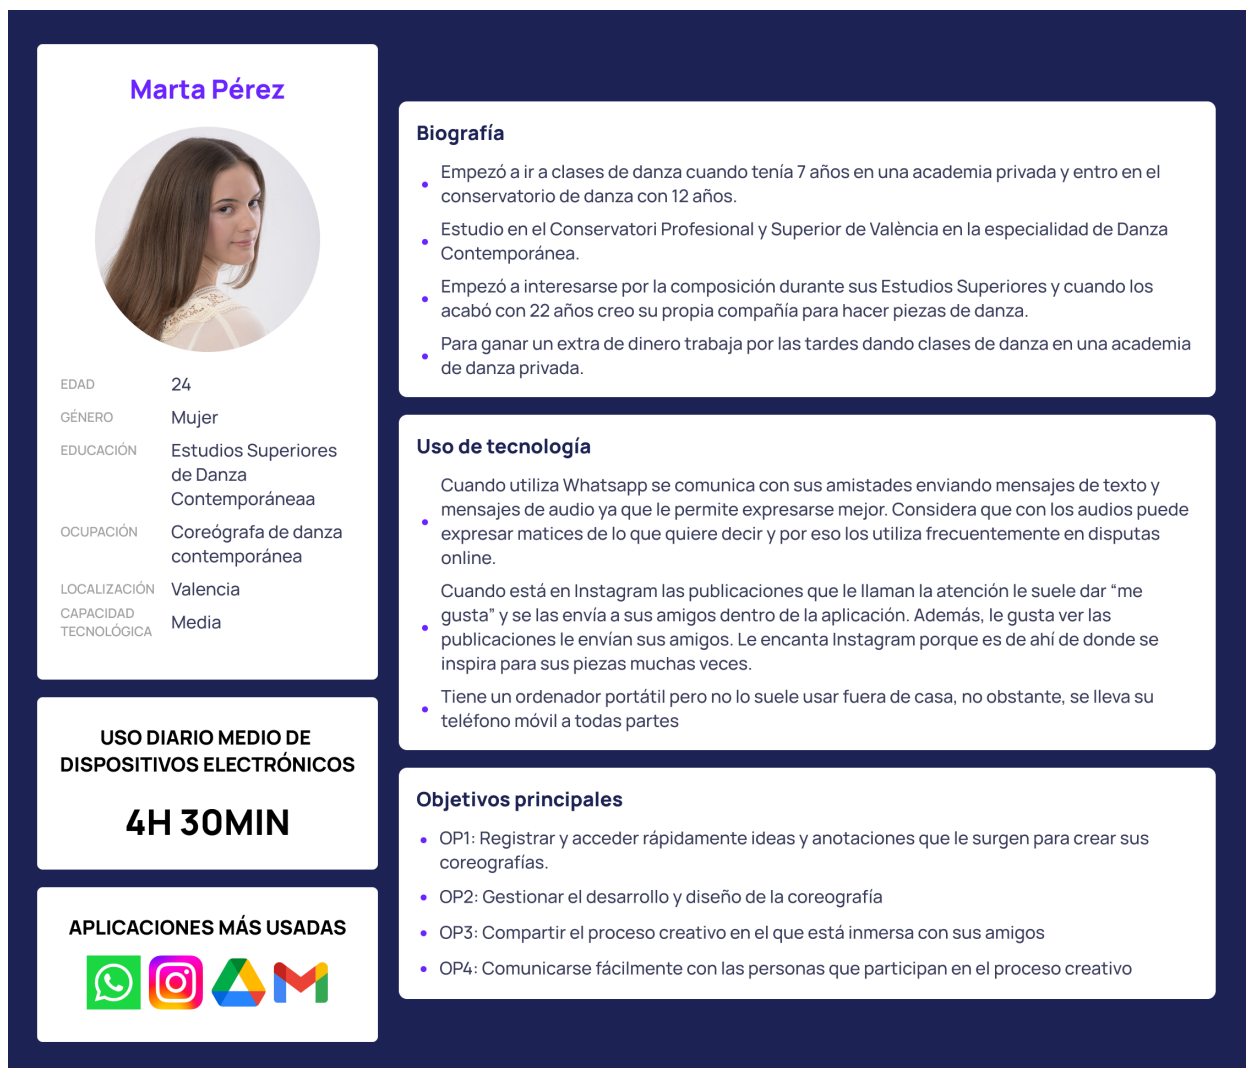 Marta Pérez
EDAD 24
GÉNERO Mujer
EDUCACIÓN Estudios Superiores
de Danza
Contemporáneaa
OCUPACIÓN Coreógrafa de danza
contemporánea
LOCALIZACIÓN Valencia
CAPACIDAD
TECNOLÓGICA Media
USO DIARIO MEDIO DE
DISPOSITIVOS ELECTRÓNICOS
4H 30MIN
APLICACIONES MÁS USADAS
Biografía
Empezó a ir a clases de danza cuando tenía 7 años en una academia privada y entro en el
conservatorio de danza con 12 años.
Estudio en el Conservatori Profesional y Superior de València en la especialidad de Danza
Contemporánea.
Empezó a interesarse por la composición durante sus Estudios Superiores y cuando los
acabó con 22 años creo su propia compañía para hacer piezas de danza.
Para ganar un extra de dinero trabaja por las tardes dando clases de danza en una academia
de danza privada.
Uso de tecnología
Cuando utiliza Whatsapp se comunica con sus amistades enviando mensajes de texto y
mensajes de audio ya que le permite expresarse mejor. Considera que con los audios puede
expresar matices de lo que quiere decir y por eso los utiliza frecuentemente en disputas
online.
Cuando está en Instagram las publicaciones que le llaman la atención le suele dar “me
gusta” y se las envía a sus amigos dentro de la aplicación. Además, le gusta ver las
publicaciones le envían sus amigos. Le encanta Instagram porque es de ahí de donde se
inspira para sus piezas muchas veces.
Tiene un ordenador portátil pero no lo suele usar fuera de casa, no obstante, se lleva su
teléfono móvil a todas partes
Objetivos principales
OP1: Registrar y acceder rápidamente ideas y anotaciones que le surgen para crear sus
coreografías.
OP2: Gestionar el desarrollo y diseño de la coreografía
OP3: Compartir el proceso creativo en el que está inmersa con sus amigos
OP4: Comunicarse fácilmente con las personas que participan en el proceso creativo